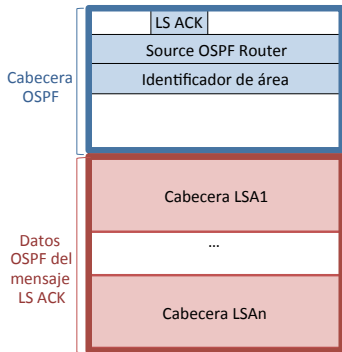 LS ACK
Source OSPF Router
Identificador de área
Cabecera
OSPF
Cabecera LSA1
...
Cabecera LSAn
Datos
OSPF del
mensaje
LS ACK